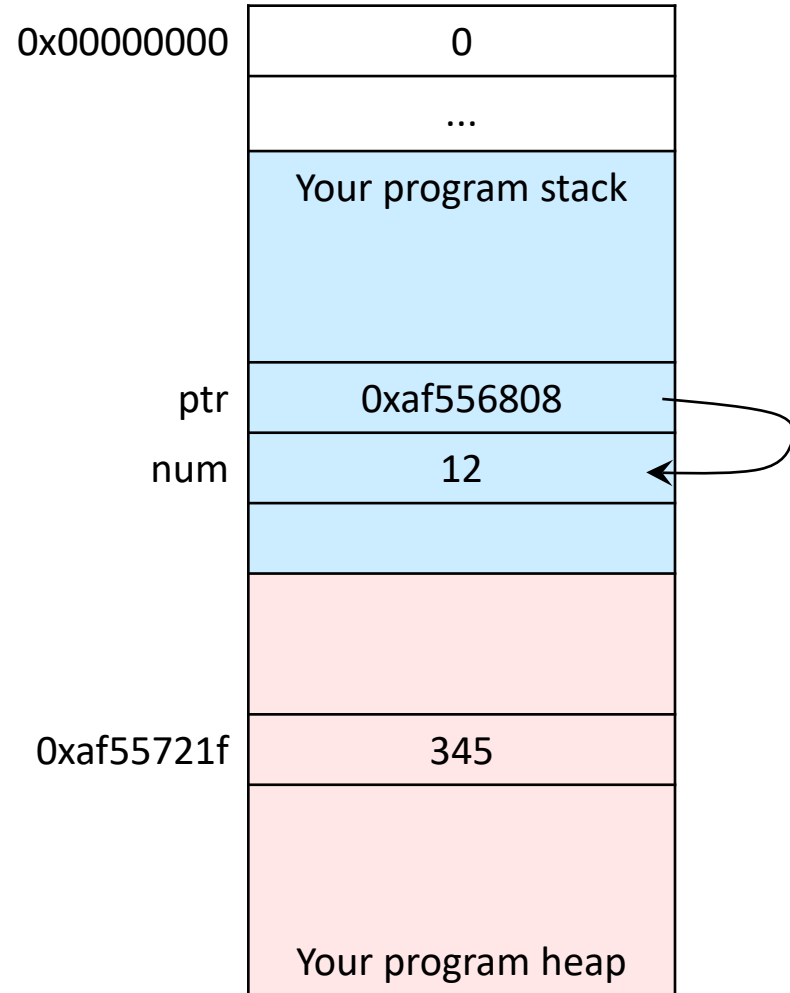 0x00000000 0
...
Your program stack
ptr 0xaf556808
num 12
0xaf55721f 345
Your program heap